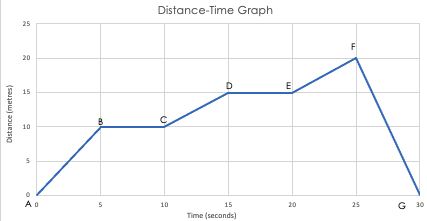 Distance-Time Graph
25
20
15
10
5
0
Distance (metres)
A
B
C
D
E
F
G
0 5 10 15 20 25 30
Time (seconds)